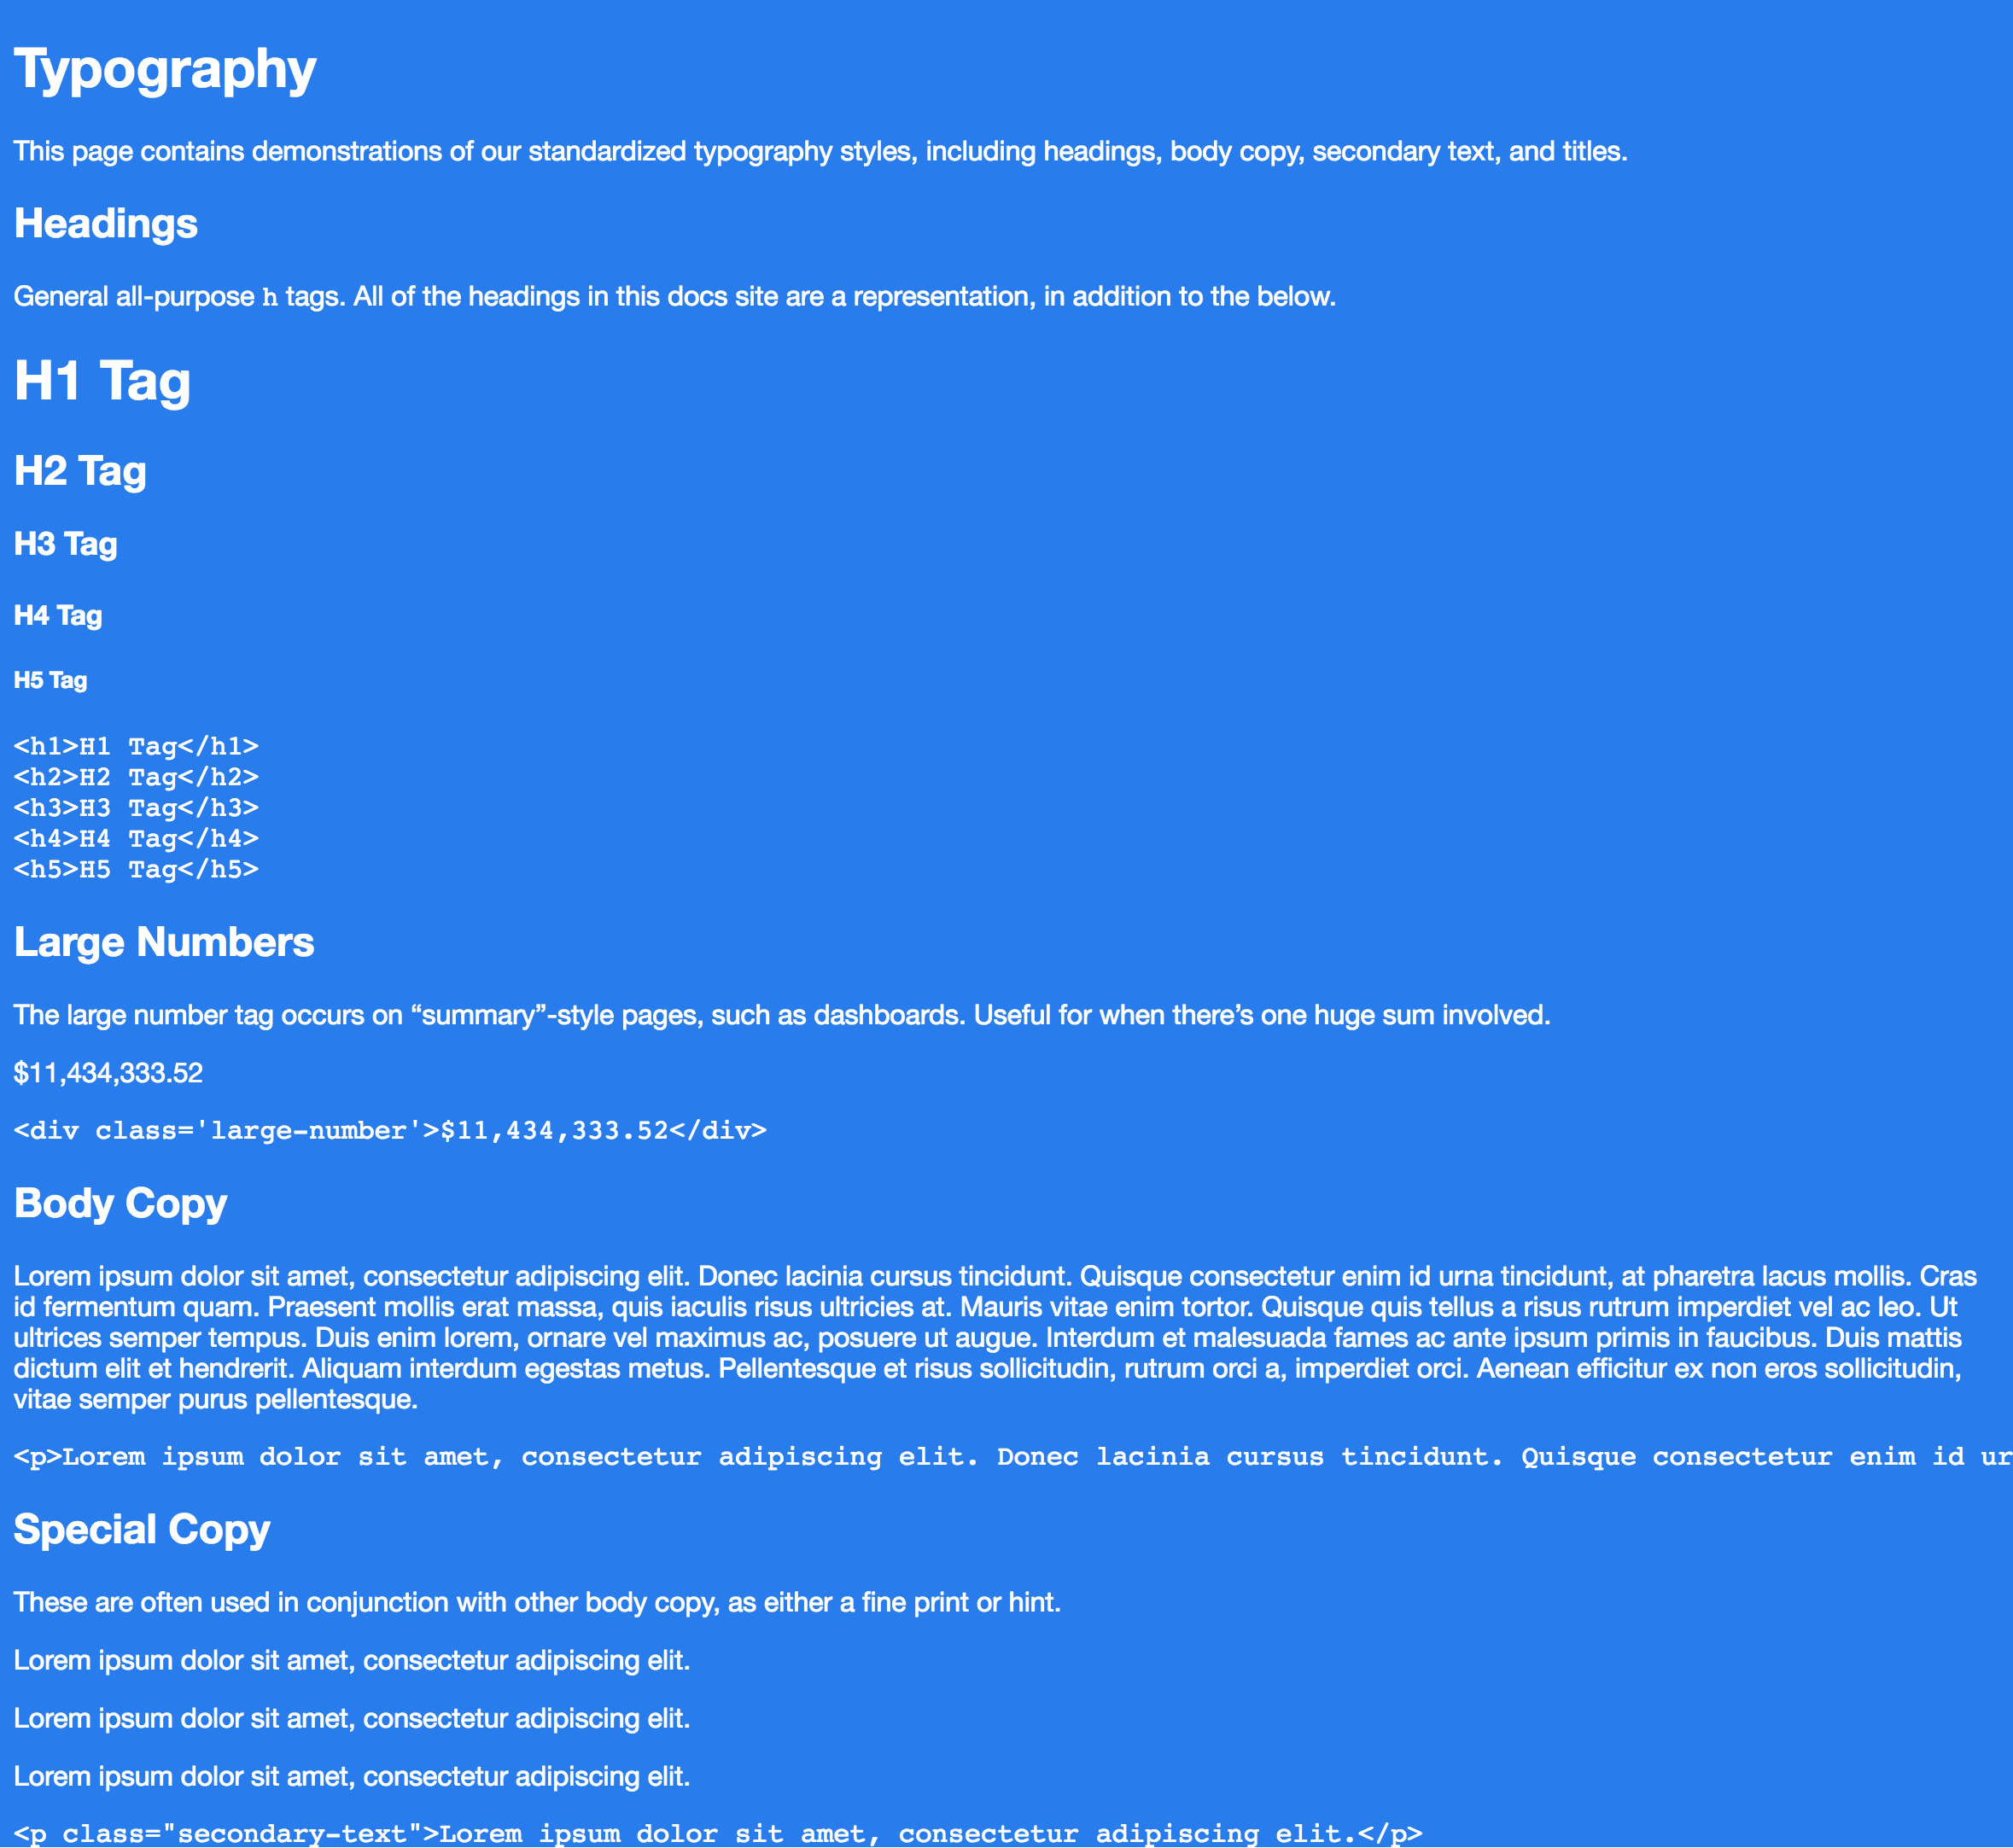 Typography
This page contains demonstrations of our standardized typography styles, including headings, body copy, secondary text, and titles.
Headings
General all-purpose h tags. All of the headings in this docs site are a representation, in addition to the below.
H1 Tag
H2 Tag
H3 Tag
H4 Tag
H5 Tag
<h1>H1 Tag</h1>
<h2>H2 Tag</h2>
<h3>H3 Tag</h3>
<h4>H4 Tag</h4>
<h5>H5 Tag</h5>
Large Numbers
The large number tag occurs on “summary”-style pages, such as dashboards. Useful for when there’s one huge sum involved.
$11,434,333.52
<div class='large-number'>$11,434,333.52</div>
Body Copy
Lorem ipsum dolor sit amet, consectetur adipiscing elit. Donec lacinia cursus tincidunt. Quisque consectetur enim id urna tincidunt, at pharetra lacus mollis. Cras
id fermentum quam. Praesent mollis erat massa, quis iaculis risus ultricies at. Mauris vitae enim tortor. Quisque quis tellus a risus rutrum imperdiet vel ac leo. Ut
ultrices semper tempus. Duis enim lorem, ornare vel maximus ac, posuere ut augue. Interdum et malesuada fames ac ante ipsum primis in faucibus. Duis mattis
dictum elit et hendrerit. Aliquam interdum egestas metus. Pellentesque et risus sollicitudin, rutrum orci a, imperdiet orci. Aenean efficitur ex non eros sollicitudin,
vitae semper purus pellentesque.
<p>Lorem ipsum dolor sit amet, consectetur adipiscing elit. Donec lacinia cursus tincidunt. Quisque consectetur enim id ur
Special Copy
These are often used in conjunction with other body copy, as either a fine print or hint.
Lorem ipsum dolor sit amet, consectetur adipiscing elit.
Lorem ipsum dolor sit amet, consectetur adipiscing elit.
Lorem ipsum dolor sit amet, consectetur adipiscing elit.
<p class="secondary-text">Lorem ipsum dolor sit amet, consectetur adipiscing elit.</p>